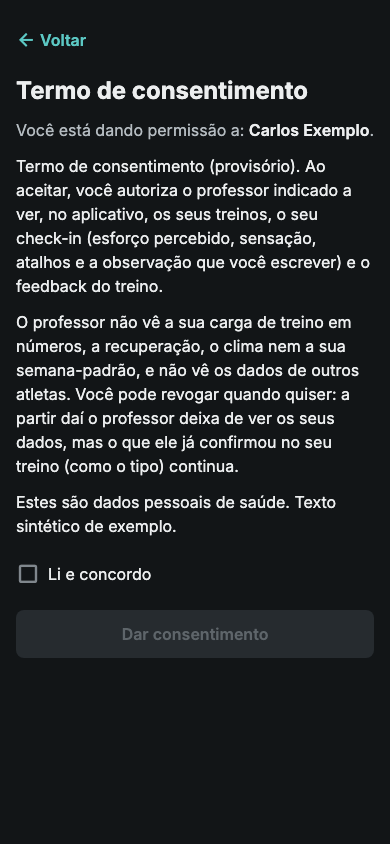 ← Voltar
Termo de consentimento
Você está dando permissão a: Carlos Exemplo.
Termo de consentimento (provisório). Ao
aceitar, você autoriza o professor indicado a
ver, no aplicativo, os seus treinos, o seu
check-in (esforço percebido, sensação,
atalhos e a observação que você escrever) e o
feedback do treino.
O professor não vê a sua carga de treino em
números, a recuperação, o clima nem a sua
semana-padrão, e não vê os dados de outros
atletas. Você pode revogar quando quiser: a
partir daí o professor deixa de ver os seus
dados, mas o que ele já confirmou no seu
treino (como o tipo) continua.
Estes são dados pessoais de saúde. Texto
sintético de exemplo.
Li e concordo
Dar consentimento